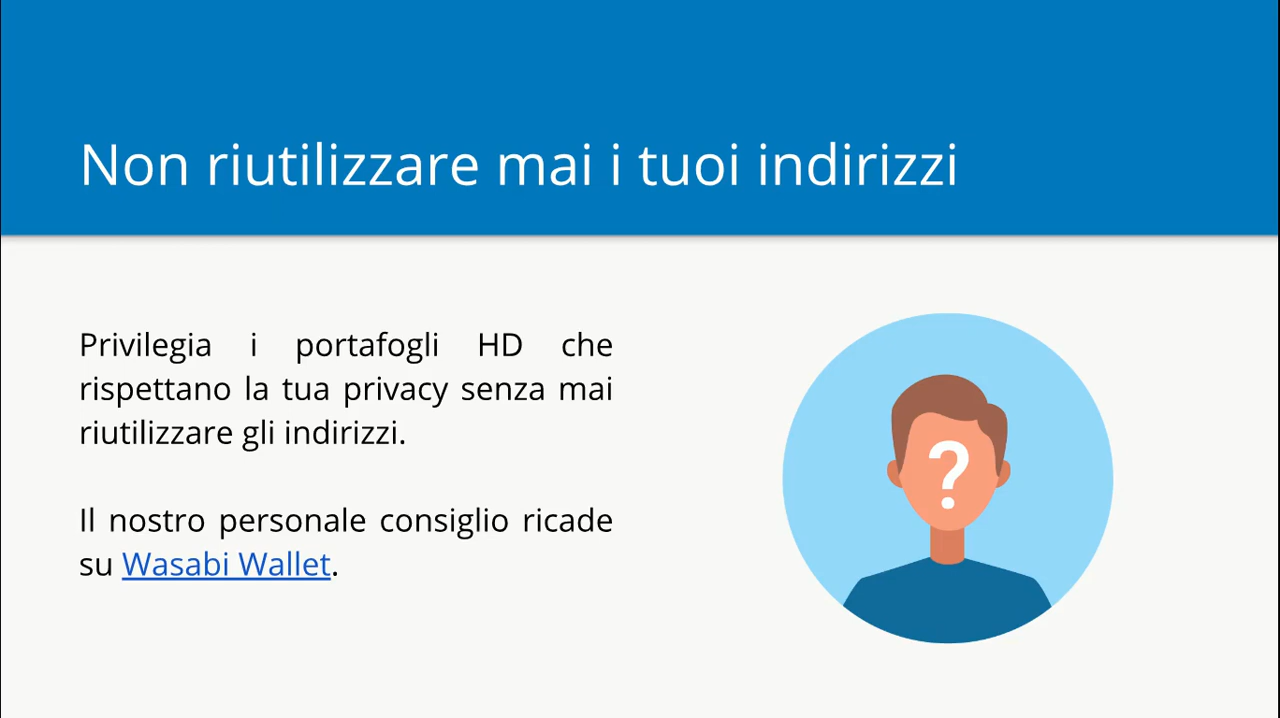 Non riutilizzare mai i tuoi indirizzi
Privilegia i portafogli HD che
rispettano la tua privacy senza mai
riutilizzare gli indirizzi.
Il nostro personale consiglio ricade
su Wasabi Wallet.
?